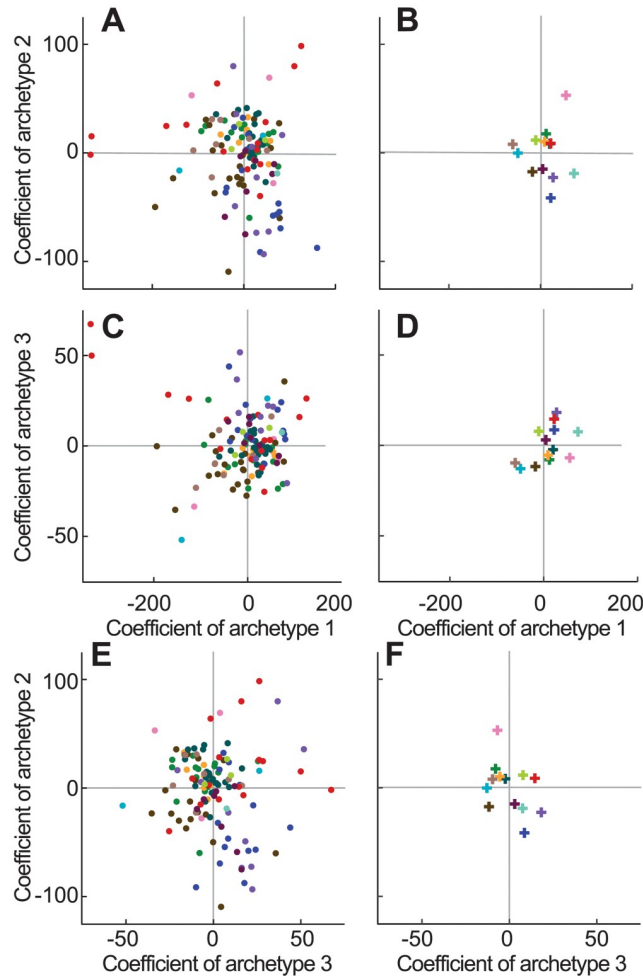 A
B
100
0
-100
Coefficient of archetype 2
C
D
50
0
-50
Coefficient of archetype 3
-200
0
200
-200
0
200
Coefficient of archetype 1
Coefficient of archetype 1
E
F
100
0
-100
Coefficient of archetype 2
-50
0
50
-50
0
50
Coefficient of archetype 3
Coefficient of archetype 3